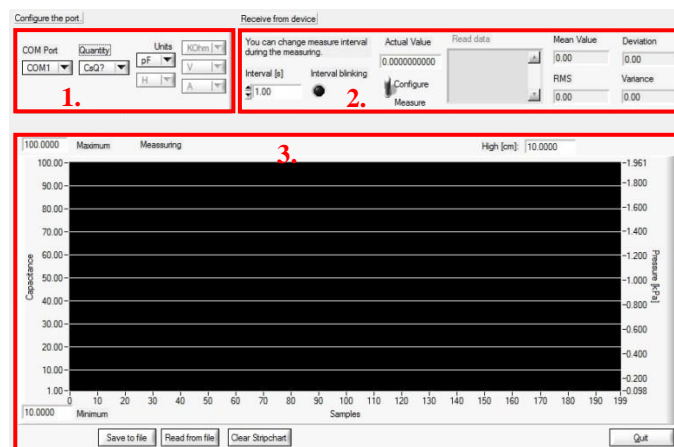 Configure the port.
Receive from device
COM Port
Quantity
Units
COM1
CsQ?
pF
H
KOhm
V
A
1.
You can change measure interval
during the measuring.
Interval [s]
Interval blinking
1.00
Actual Value
0.0000000000
Configure
Measure
2.
Read data
Mean Value
Deviation
0.00
0.00
RMS
Variance
0.00
0.00
100.0000
Maximum
Meassuring
3.
High [cm]:
10.0000
100.00
90.00
80.00
70.00
60.00
50.00
40.00
30.00
20.00
10.00
1.00
Capacitance
1.961
1.800
1.600
1.400
1.200
1.000
0.800
0.600
0.400
0.200
0.098
Pressure [kPa]
0 10 20 30 40 50 60 70 80 90 100 110 120 130 140 150 160 170 180 190 199
10.0000
Minimum
Samples
Save to file
Read from file
Clear Stripchart
Quit